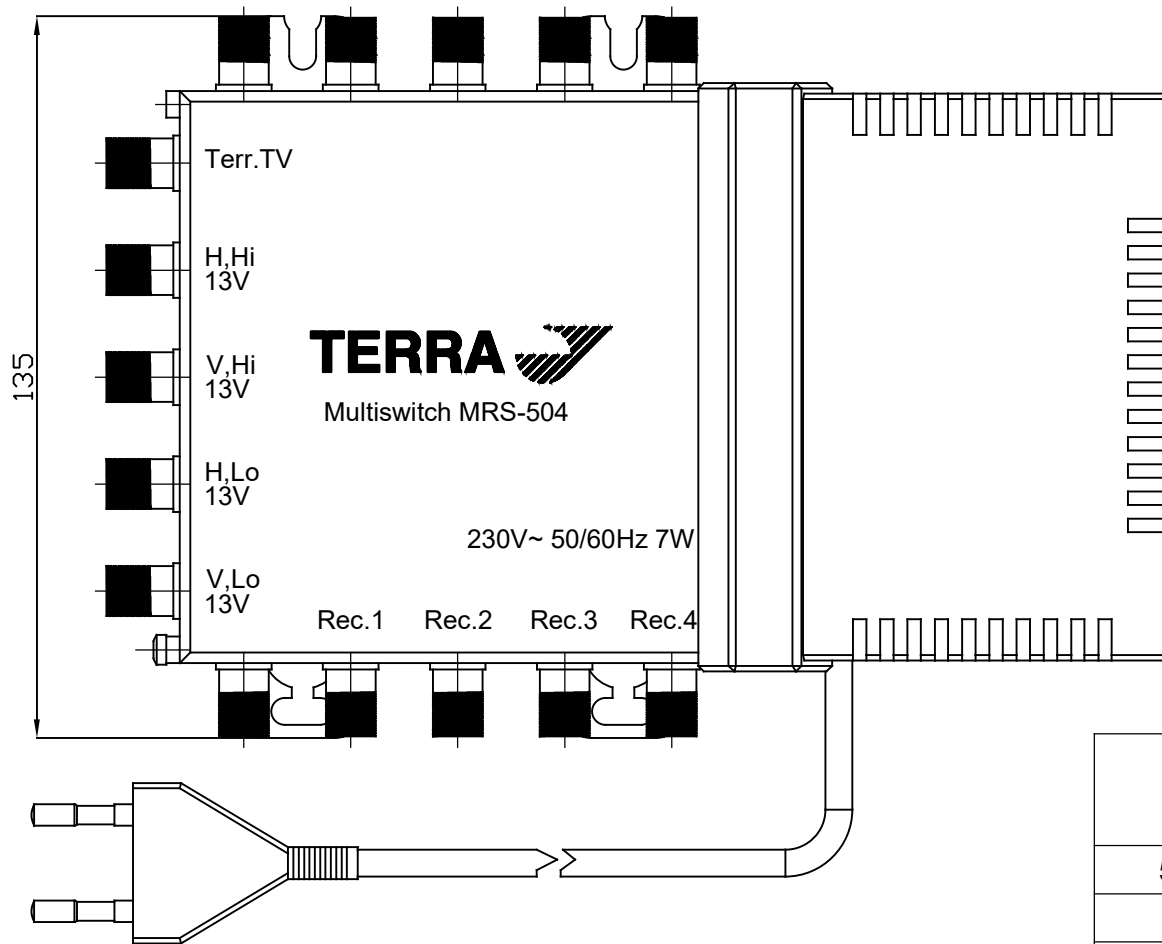 Terr.TV
H,Hi
13V
V,Hi
13V
135
TERRA
Multiswitch MRS-504
H,Lo
13V
230V~ 50/60Hz 7W
V,Lo
13V
Rec.1 Rec.2 Rec.3 Rec.4